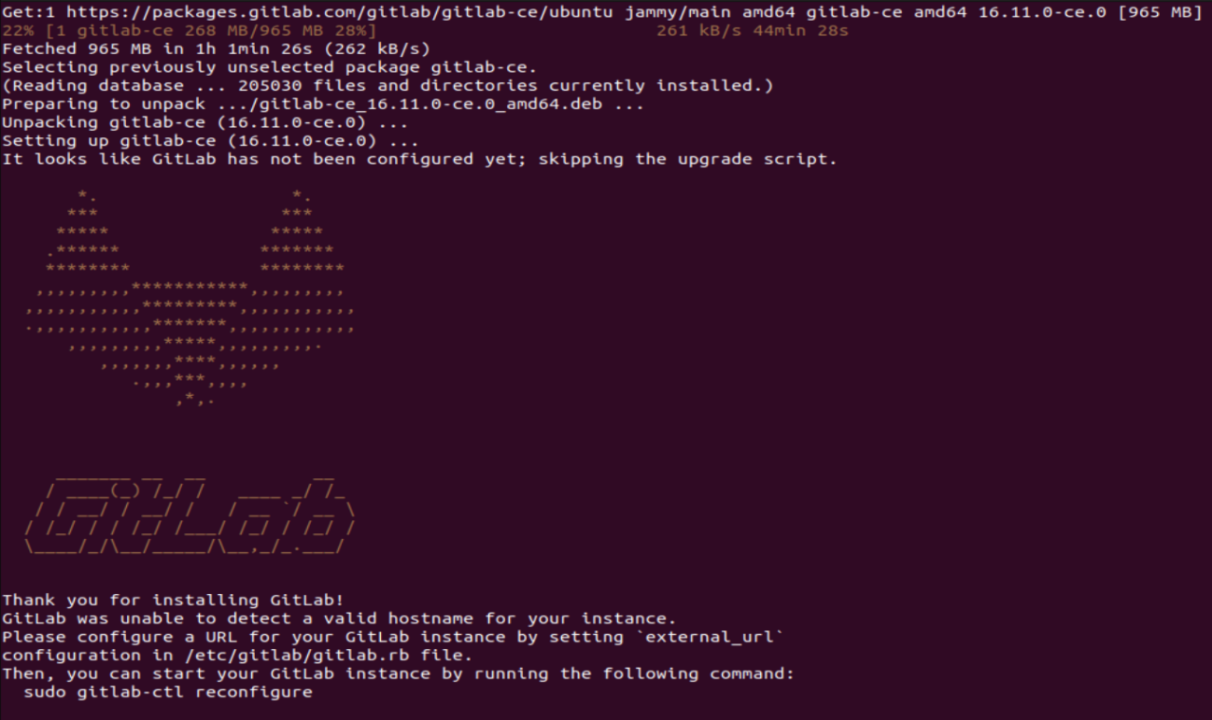 Get:1 https://packages.gitlab.com/gitlab/gitlab-ce/ubuntu jammy/main amd64 gitlab-ce amd64 16.11.0-ce.0 [965 MB]
22% [1 gitlab-ce 268 MB/965 MB 28%] 261 kB/s 44min 28s
Fetched 965 MB in 1h 1min 26s (262 kB/s)
Selecting previously unselected package gitlab-ce.
(Reading database ... 205030 files and directories currently installed.)
Preparing to unpack .../gitlab-ce_16.11.0-ce.0_amd64.deb ...
Unpacking gitlab-ce (16.11.0-ce.0) ...
Setting up gitlab-ce (16.11.0-ce.0) ...
It looks like GitLab has not been configured yet; skipping the upgrade script.
GitLab
Thank you for installing GitLab!
GitLab was unable to detect a valid hostname for your instance.
Please configure a URL for your GitLab instance by setting `external_url`
configuration in /etc/gitlab/gitlab.rb file.
Then, you can start your GitLab instance by running the following command:
sudo gitlab-ctl reconfigure